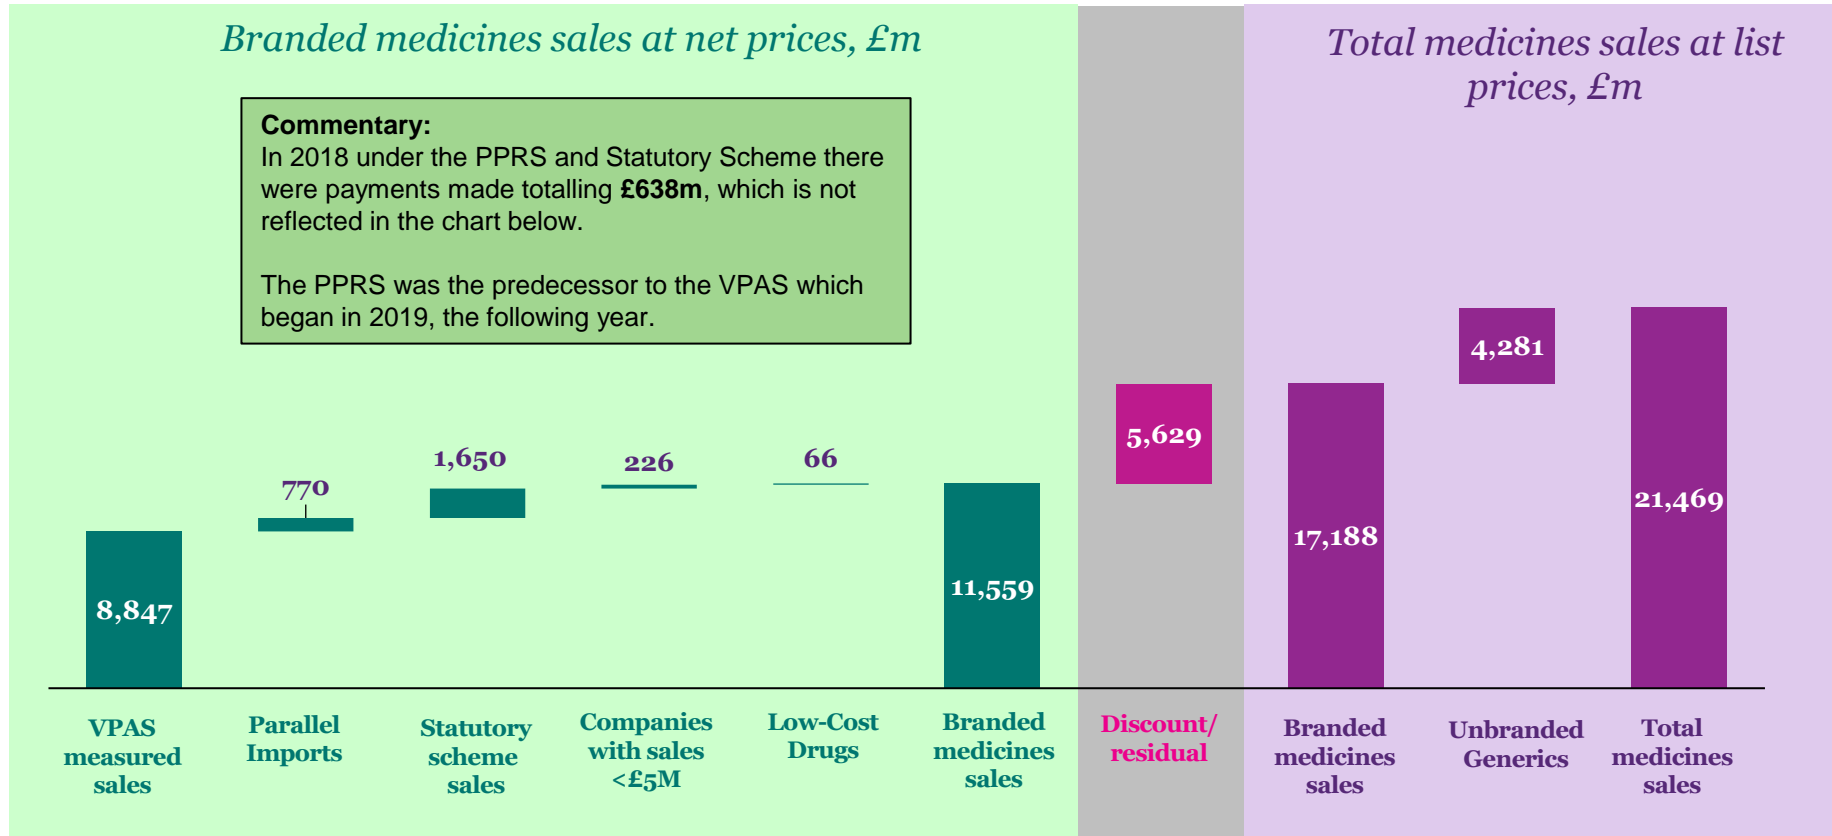 Branded medicines sales at net prices, £m
Total medicines sales at list
prices, £m
Commentary:
In 2018 under the PPRS and Statutory Scheme there
were payments made totalling £638m, which is not
reflected in the chart below.
The PPRS was the predecessor to the VPAS which
began in 2019, the following year.
8,847
770
1,650
226
66
11,559
5,629
17,188
4,281
21,469
VPAS
measured
sales
Parallel
Imports
Statutory
scheme
sales
Companies
with sales
<£5M
Low-Cost
Drugs
Branded
medicines
sales
Discount/
residual
Branded
medicines
sales
Unbranded
Generics
Total
medicines
sales